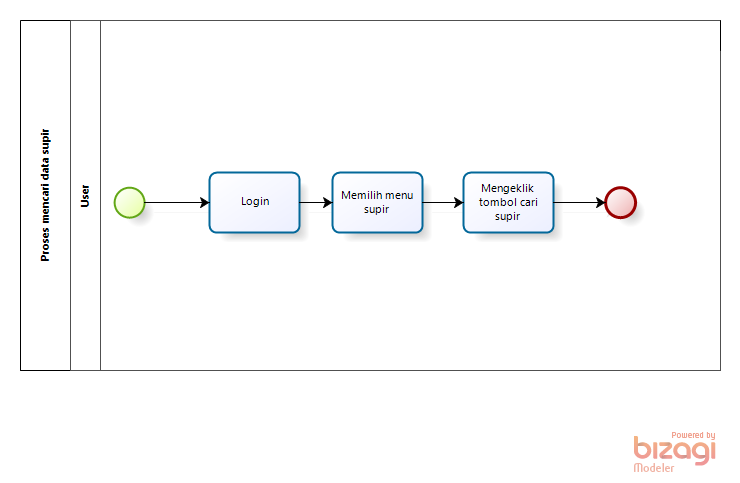 Proses mencari data supir
User
Login
Memilih menu
supir
Mengeklik
tombol cari
supir
Powered by
bizagi
Modeler